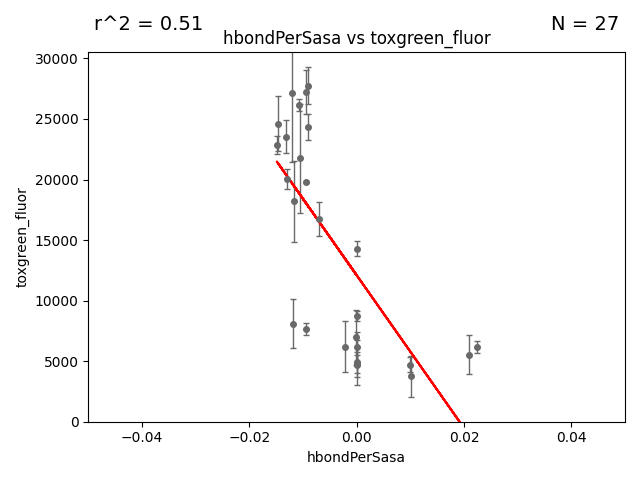 r^2 = 0.51
N = 27
hbondPerSasa vs toxgreen_fluor
30000
25000
20000
15000
10000
5000
0
toxgreen_fluor
−0.04
−0.02
0.00
0.02
0.04
hbondPerSasa